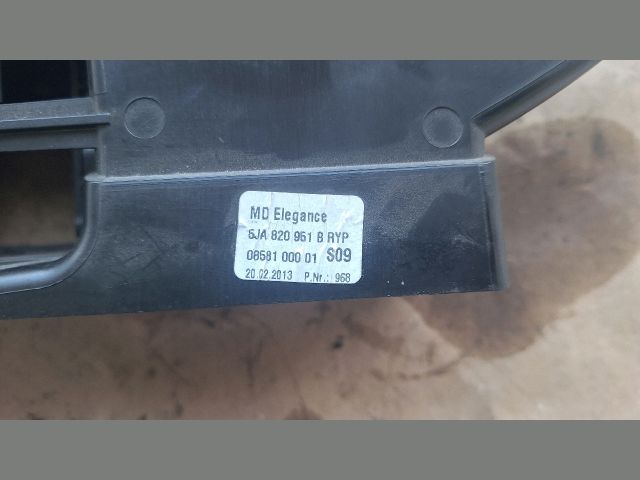 MD Elegance
5JA 820 951 B RYP
08581 000 01 S09
20.02.2013 P.Nr.: 968